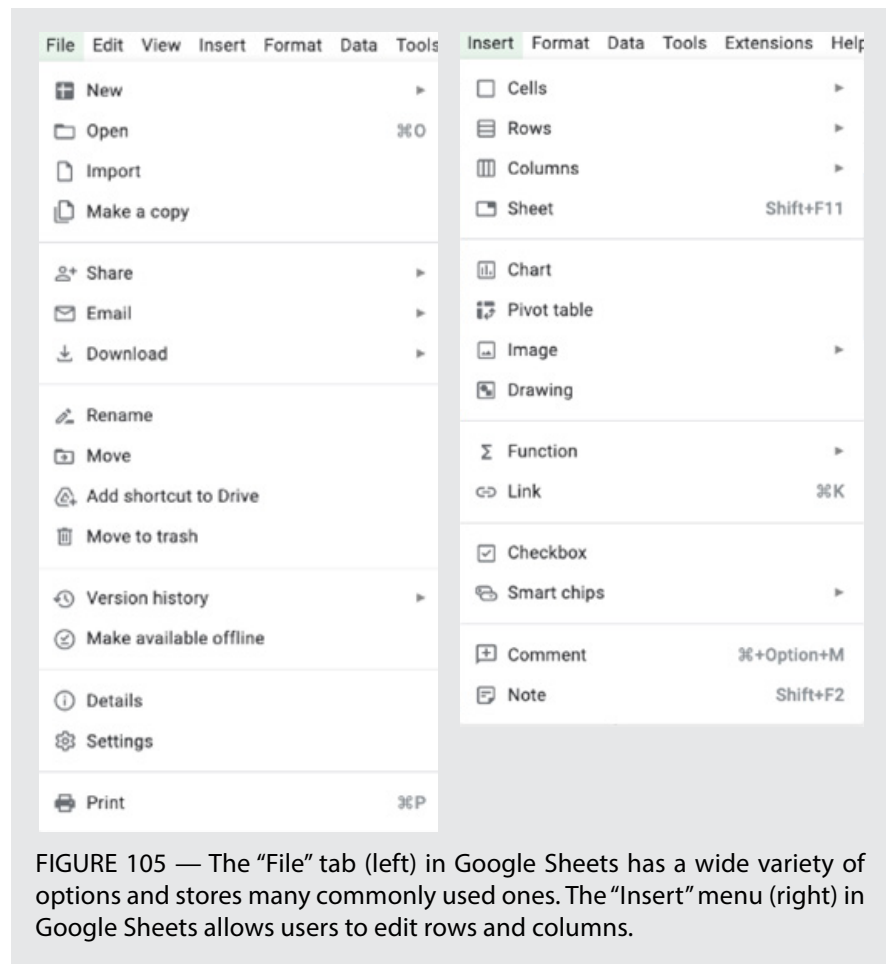 File Edit View Insert Format Data Tools
New
Open ⌘O
Import
Make a copy
Share
Email
Download
Rename
Move
Add shortcut to Drive
Move to trash
Version history
Make available offline
Details
Settings
Print ⌘P
Insert Format Data Tools Extensions Help
Cells
Rows
Columns
Sheet Shift+F11
Chart
Pivot table
Image
Drawing
Σ Function
Link ⌘K
Checkbox
Smart chips
Comment ⌘+Option+M
Note Shift+F2
FIGURE 105 — The “File” tab (left) in Google Sheets has a wide variety of
options and stores many commonly used ones. The “Insert” menu (right) in
Google Sheets allows users to edit rows and columns.